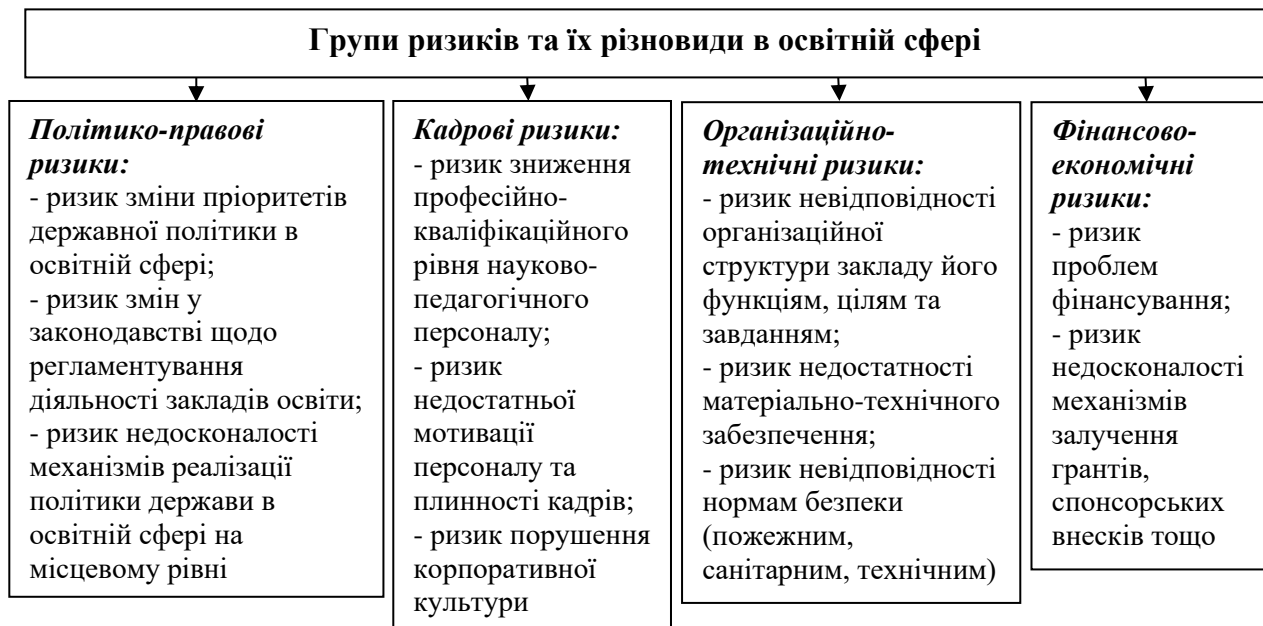 Групи ризиків та їх різновиди в освітній сфері
Політико-правові
ризики:
- ризик зміни пріоритетів
державної політики в
освітній сфері;
- ризик змін у
законодавстві щодо
регламентування
діяльності закладів освіти;
- ризик недосконалості
механізмів реалізації
політики держави в
освітній сфері на
місцевому рівні
Кадрові ризики:
- ризик зниження
професійно-
кваліфікаційного
рівня науково-
педагогічного
персоналу;
- ризик
недостатньої
мотивації
персоналу та
плинності кадрів;
- ризик порушення
корпоративної
культури
Організаційно-
технічні ризики:
- ризик невідповідності
організаційної
структури закладу його
функціям, цілям та
завданням;
- ризик недостатності
матеріально-технічного
забезпечення;
- ризик невідповідності
нормам безпеки
(пожежним,
санітарним, технічним)
Фінансово-
економічні
ризики:
- ризик
проблем
фінансування;
- ризик
недосконалості
механізмів
залучення
грантів,
спонсорських
внесків тощо